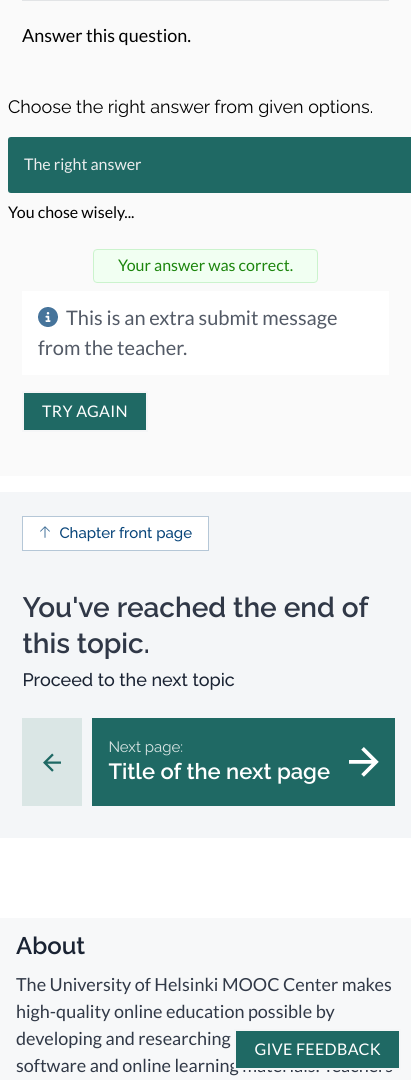 Answer this question.
Choose the right answer from given options.
The right answer
You chose wisely...
Your answer was correct.
This is an extra submit message
from the teacher.
TRY AGAIN
Chapter front page
You've reached the end of
this topic.
Proceed to the next topic
Next page:
Title of the next page
About
The University of Helsinki MOOC Center makes
high-quality online education possible by
developing and researching
GIVE FEEDBACK
software and online learning materials. Teachers